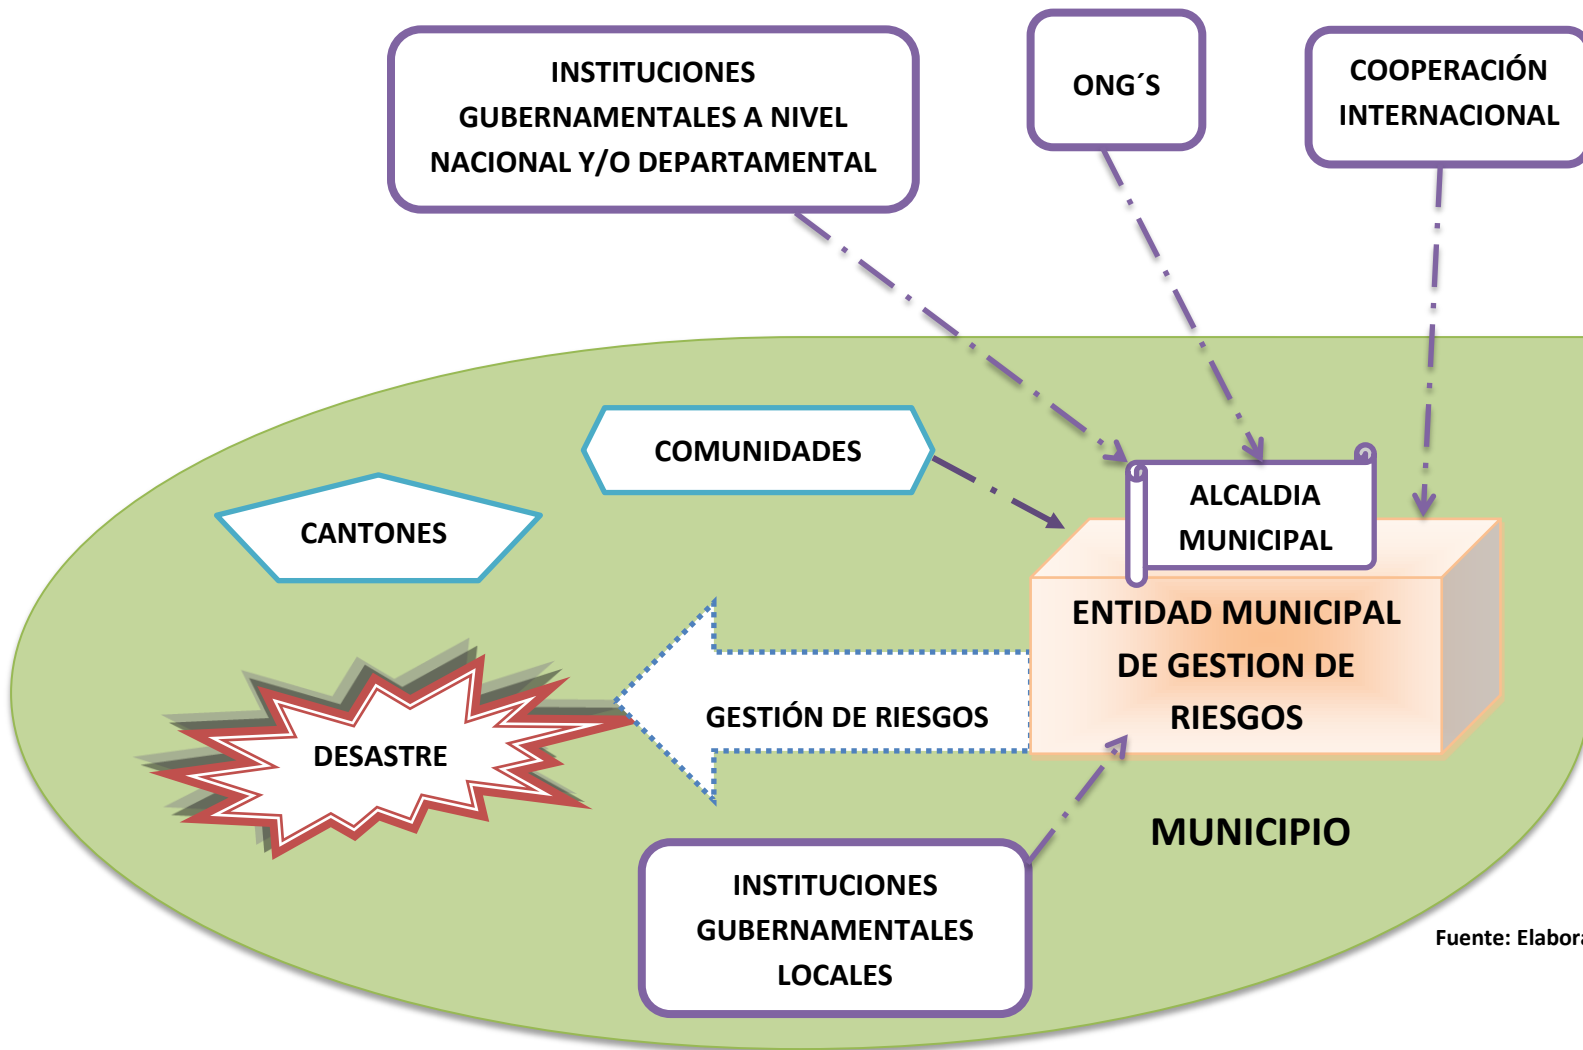 INSTITUCIONES
GUBERNAMENTALES A NIVEL
NACIONAL Y/O DEPARTAMENTAL
ONG´S
COOPERACIÓN
INTERNACIONAL
COMUNIDADES
CANTONES
ALCALDIA
MUNICIPAL
ENTIDAD MUNICIPAL
DE GESTION DE
RIESGOS
GESTIÓN DE RIESGOS
DESASTRE
MUNICIPIO
INSTITUCIONES
GUBERNAMENTALES
LOCALES
Fuente: Elabora